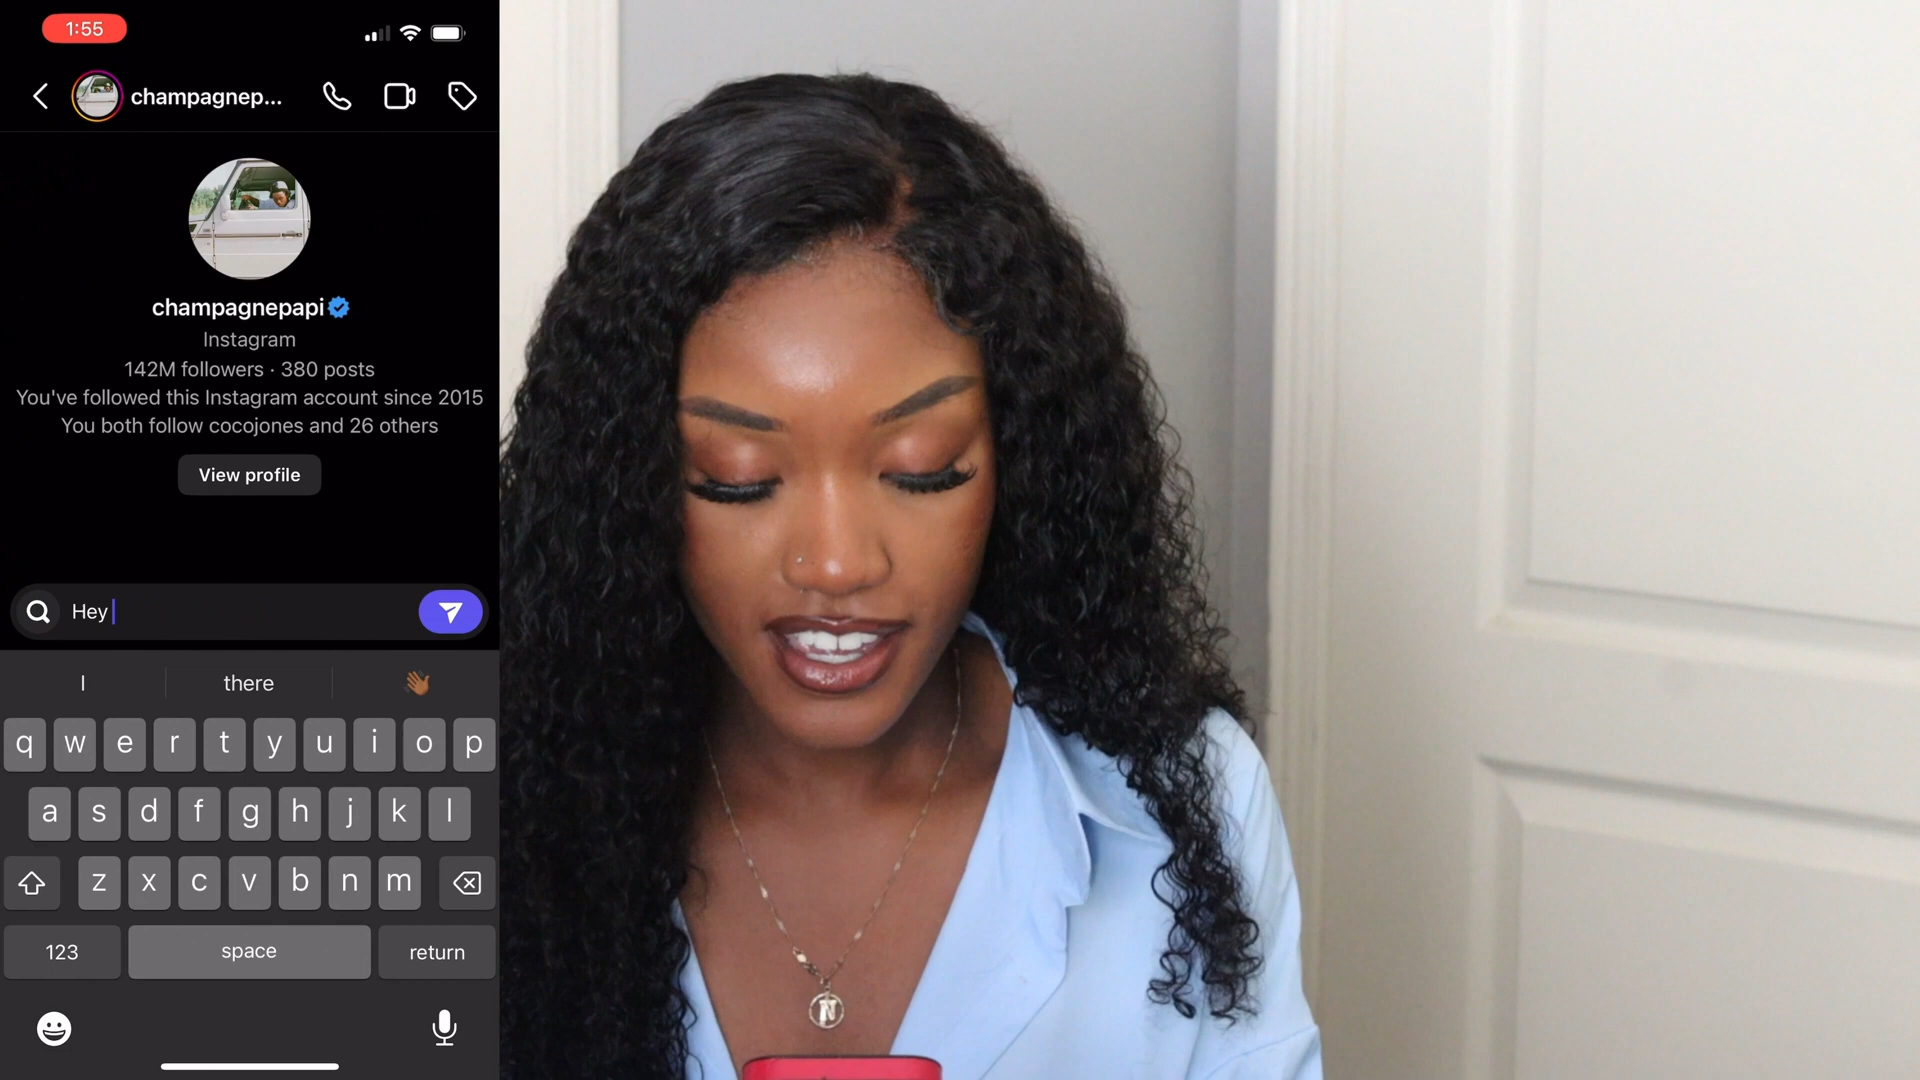 1:55
champagnep...
champagnepapi
Instagram
142M followers · 380 posts
You've followed this Instagram account since 2015
You both follow cocojones and 26 others
View profile
Hey
I there 👋🏾
q w e r t y u i o p
a s d f g h j k l
z x c v b n m
123 space return
N